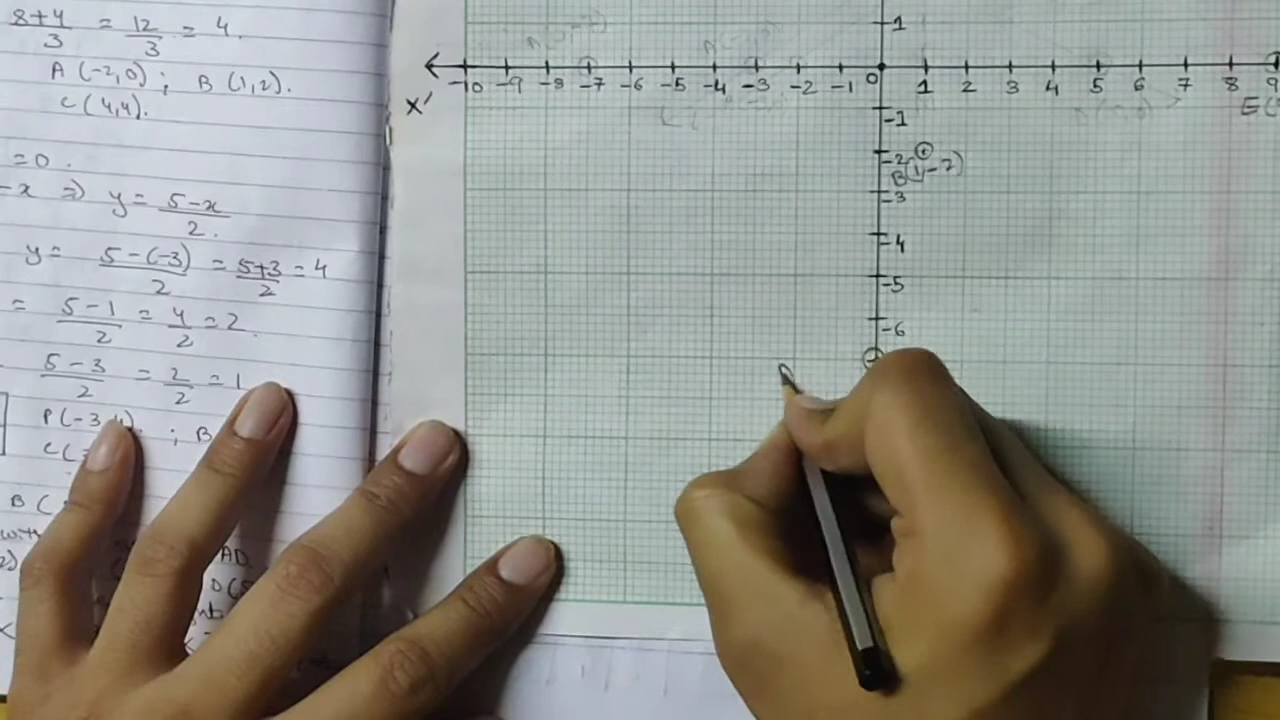 8+4/3 = 12/3 = 4.
A (-2,0) ; B (1,2).
C (4,4).
=0.
-x ⇒ y = 5-x/2.
y = 5-(-3)/2 = 5+3/2 = 4
= 5-1/2 = 4/2 = 2.
5-3/2 = 2/2 = 1
P(-3,4). ; B
C(
B (
AD
D(5
1
-10 -9 -8 -7 -6 -5 -4 -3 -2 -1 0 1 2 3 4 5 6 7 8 9
X'
E(
-1
-2
B(1,-2)
-3
-4
-5
-6